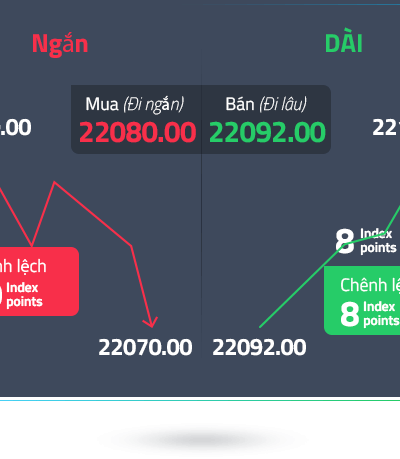 Ngắn
DÀI
Mua (Đi ngắn)
Bán (Đi lâu)
.00
22080.00
22092.00
221
8 Index points
h lệch
Chênh lệ
Index points
8 Index points
22070.00
22092.00